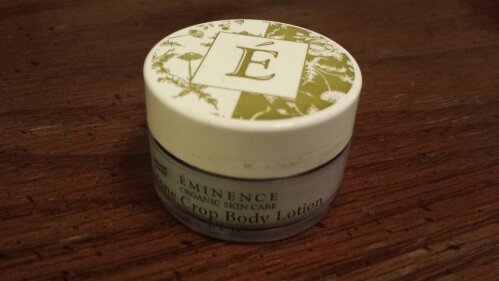 É
ÉMINENCE
ORGANIC SKIN CARE
Crop Body Lotion